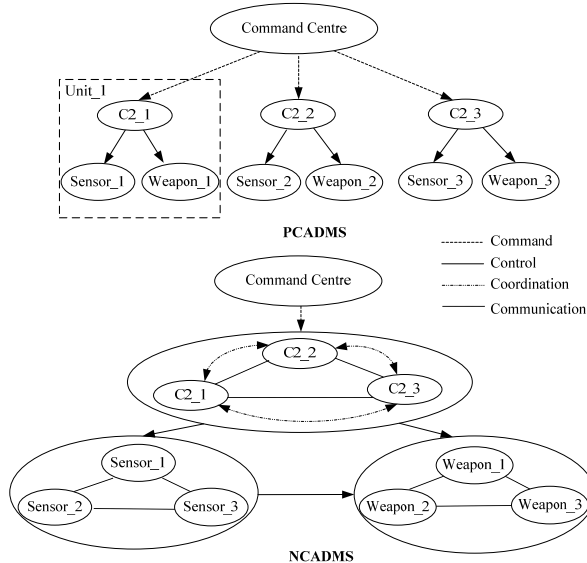 Command Centre
Unit_1
C2_1
C2_2
C2_3
Sensor_1
Weapon_1
Sensor_2
Weapon_2
Sensor_3
Weapon_3
PCADMS
Command
Control
Coordination
Communication
Command Centre
C2_2
C2_1
C2_3
Sensor_1
Sensor_2
Sensor_3
Weapon_1
Weapon_2
Weapon_3
NCADMS